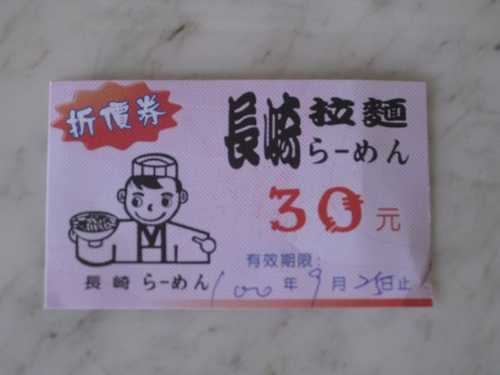 折價券
長崎拉麵
らーめん
30元
有效期限:
100年9月25日止
長崎らーめん